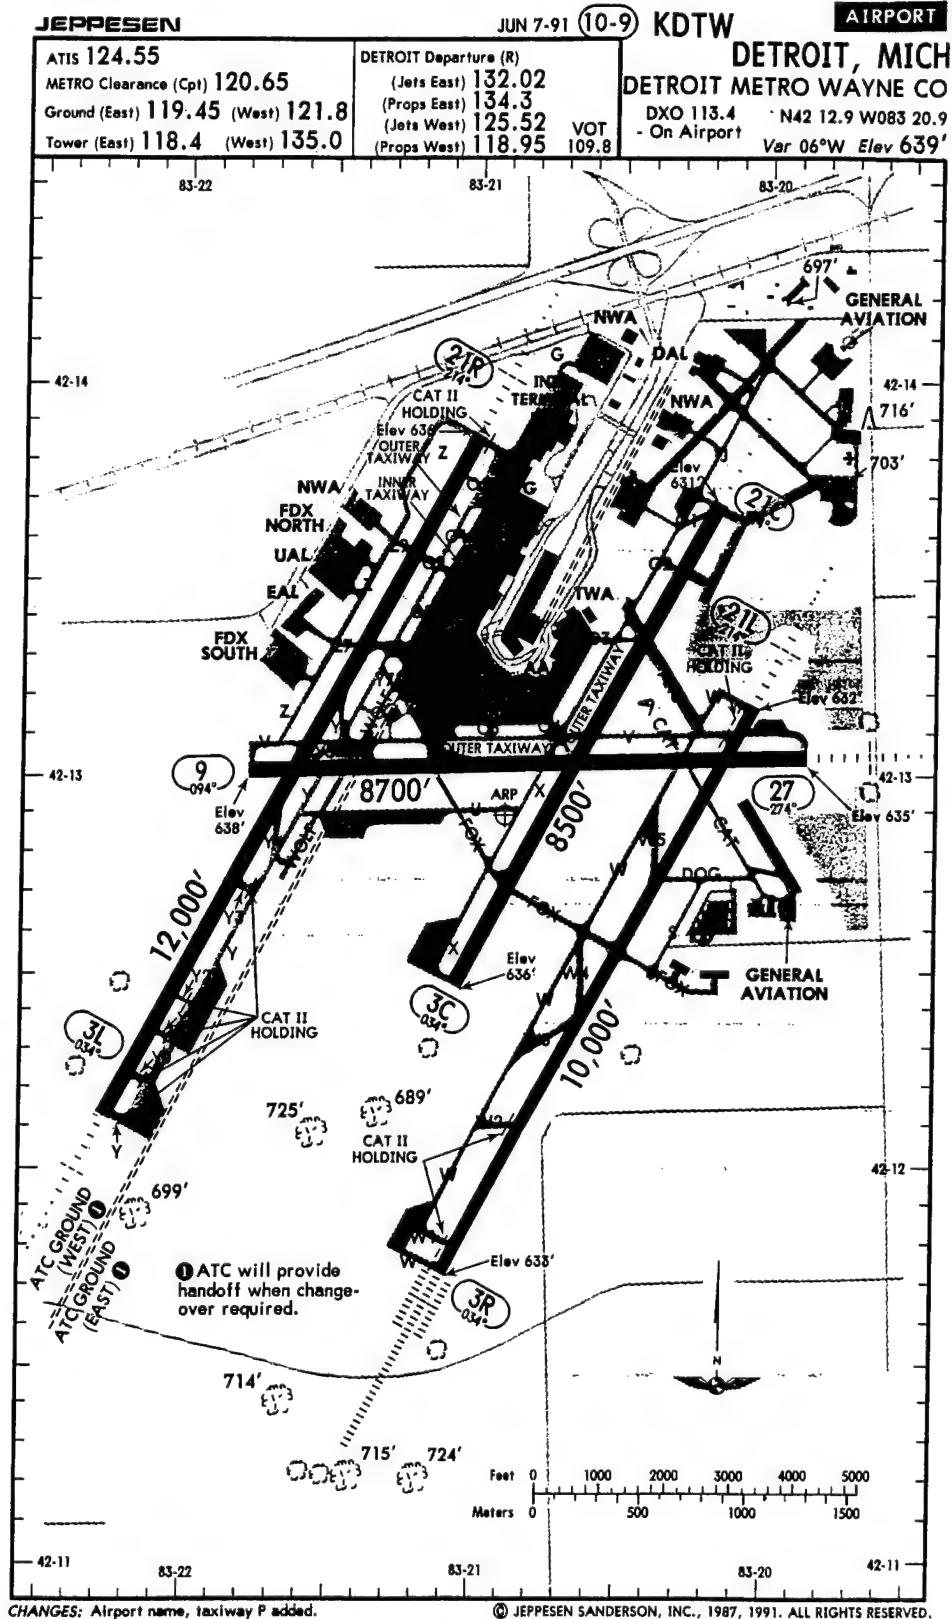 JEPPESEN
JUN 7-91 10-9 KDTW
AIRPORT
DETROIT, MICH
DETROIT METRO WAYNE CO
DXO 113.4
- On Airport
N42 12.9 W083 20.9
Var 06°W Elev 639'
ATIS 124.55
METRO Clearance (Cpt) 120.65
Ground (East) 119.45 (West) 121.8
Tower (East) 118.4 (West) 135.0
DETROIT Departure (R)
(Jets East) 132.02
(Props East) 134.3
(Jets West) 125.52
(Props West) 118.95
VOT
109.8
83-22
83-21
83-20
697'
GENERAL
AVIATION
NWA
G
DAL
21R
214°
42-14
42-14
CAT II
HOLDING
NWA
716'
OUTER
TAXIWAY
Z
J
703'
INNER
TAXIWAY
Elev
631'
NWA
G
21C
FDX
NORTH
UAL
EAL
TWA
21L
FDX
SOUTH
CAT II
HOLDING
AA
Elev 632'
OUTER TAXIWAY
Z
W
V
OUTER TAXIWAY
V
9
094°
42-13
8700'
42-13
27
274°
ARP
X
U
Elev
638'
Elev 635'
8500'
WOLF
FOX
CAT
W5
W
DOG
12,000'
FOX
S
X
Elev
636'
W4
FOX
GENERAL
AVIATION
3C
034°
W
CAT II
HOLDING
3L
034°
10,000'
725'
689'
CAT II
HOLDING
W2
Y
42-12
W
699'
ATC GROUND
(WEST) 1
ATC GROUND
(EAST) 1
W
Elev 633'
1 ATC will provide
handoff when change-
over required.
3R
034°
N
714'
715'
724'
Feet 0 1000 2000 3000 4000 5000
Meters 0 500 1000 1500
42-11
83-22
83-21
83-20
42-11
CHANGES: Airport name, taxiway P added.
© JEPPESEN SANDERSON, INC., 1987, 1991. ALL RIGHTS RESERVED.